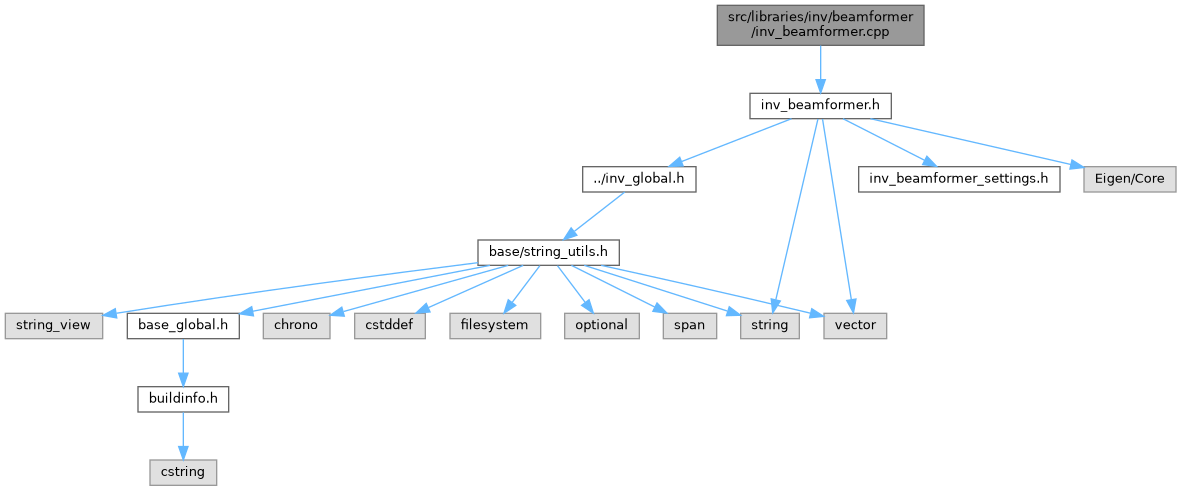 src/libraries/inv/beamformer
/inv_beamformer.cpp
inv_beamformer.h
../inv_global.h
inv_beamformer_settings.h
Eigen/Core
base/string_utils.h
string_view
base_global.h
chrono
cstddef
filesystem
optional
span
string
vector
buildinfo.h
cstring